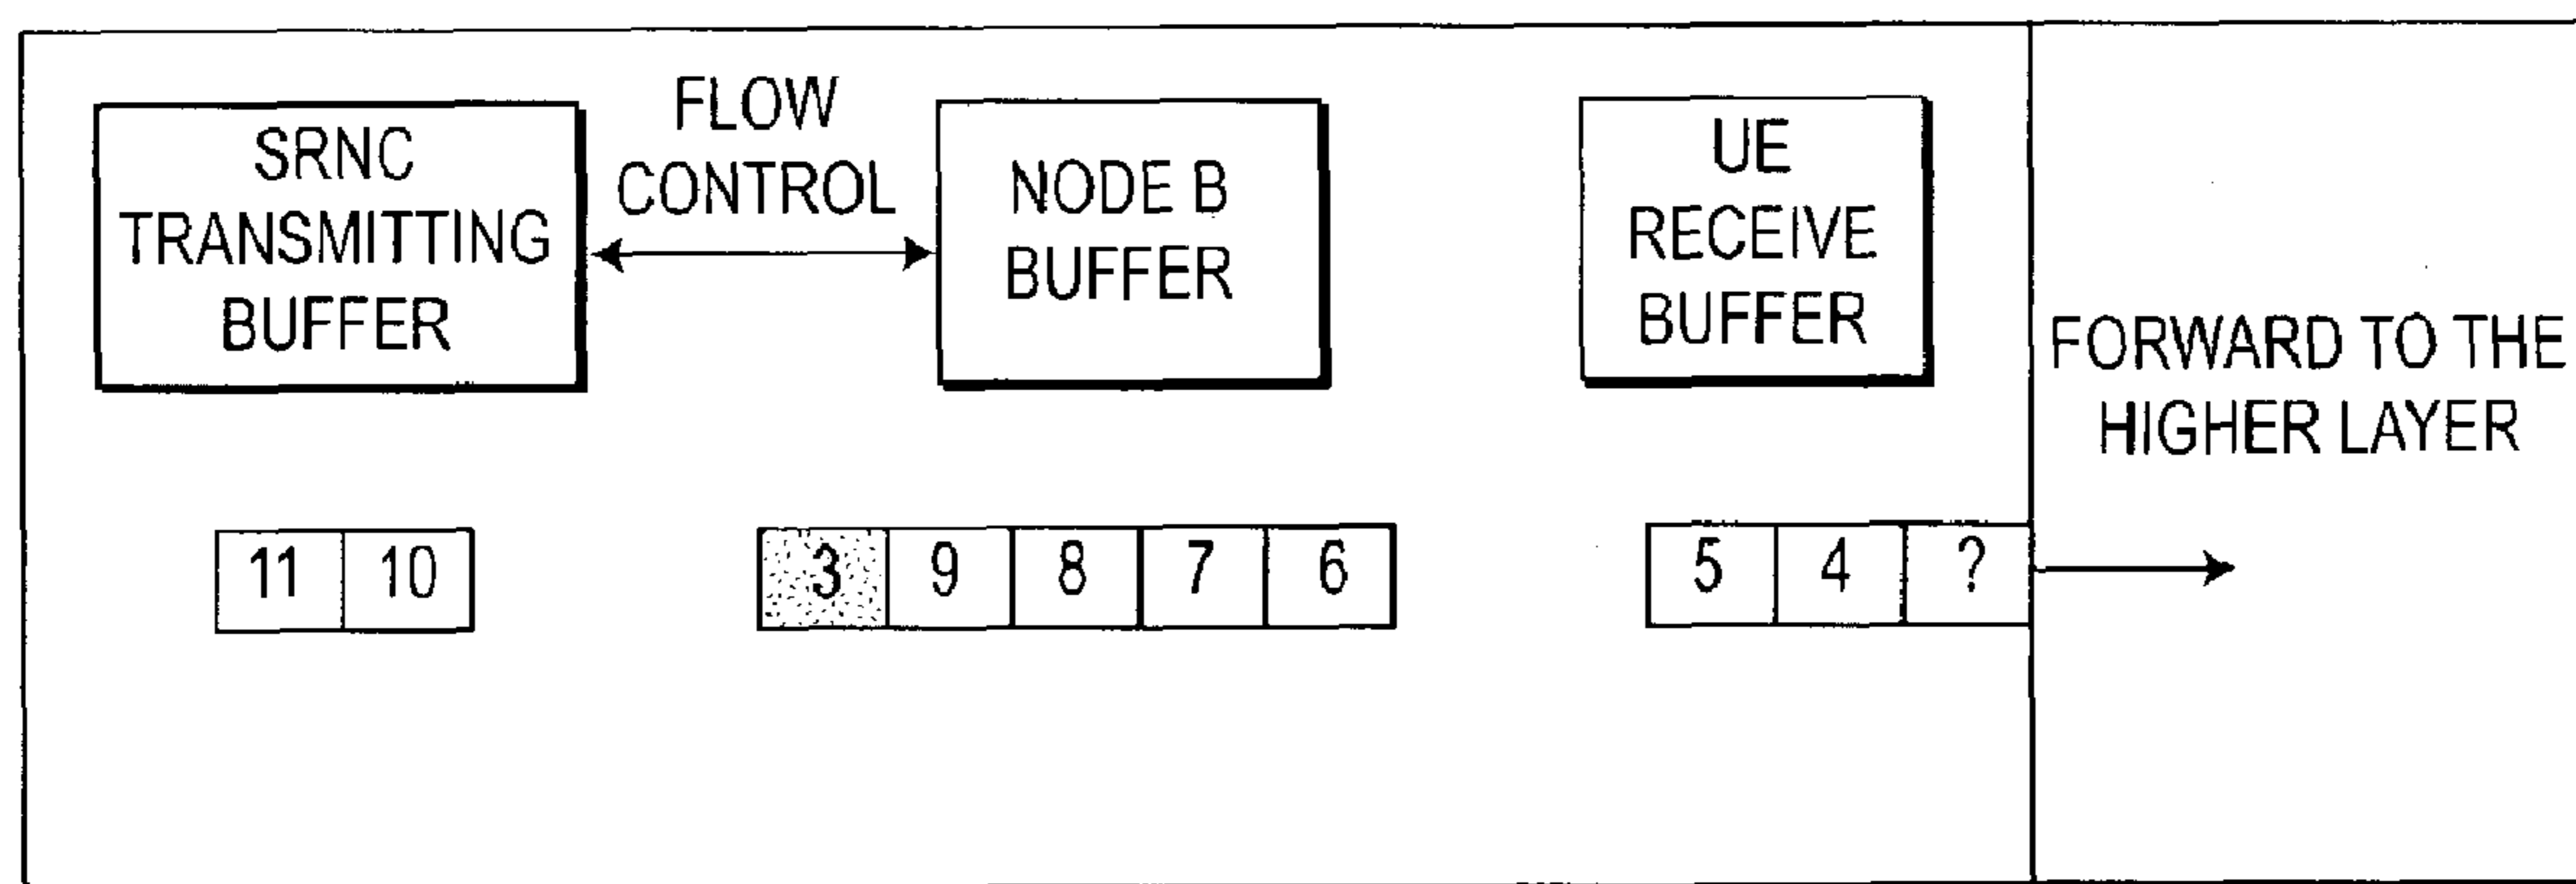 SRNC
TRANSMITTING
BUFFER
FLOW
CONTROL
NODE B
BUFFER
UE
RECEIVE
BUFFER
FORWARD TO THE
HIGHER LAYER
11 10
3 9 8 7 6
5 4 ?